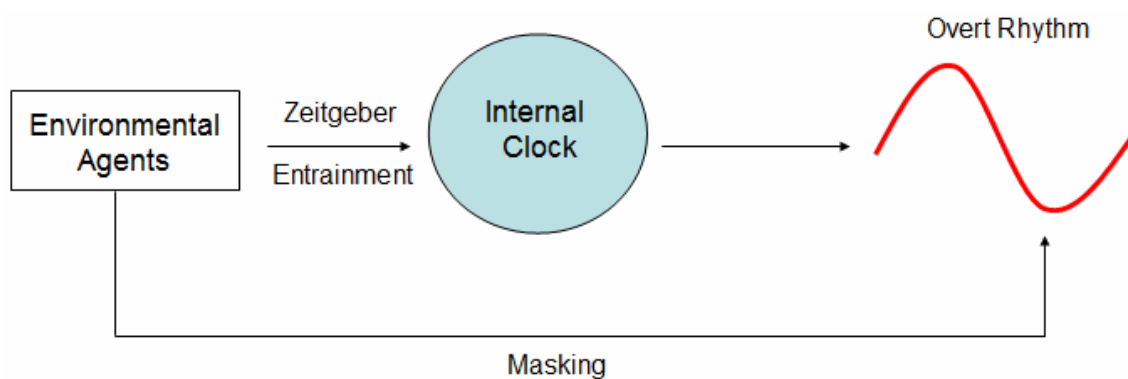 Overt Rhythm
Environmental
Agents
Zeitgeber
Entrainment
Internal
Clock
Masking